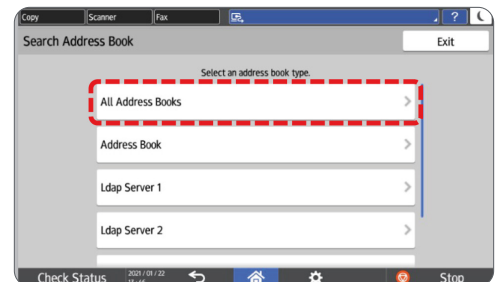 Copy Scanner Fax ?
Search Address Book Exit
Select an address book type.
All Address Books
Address Book
Ldap Server 1
Ldap Server 2
Check Status 2021 / 01 / 22 Stop